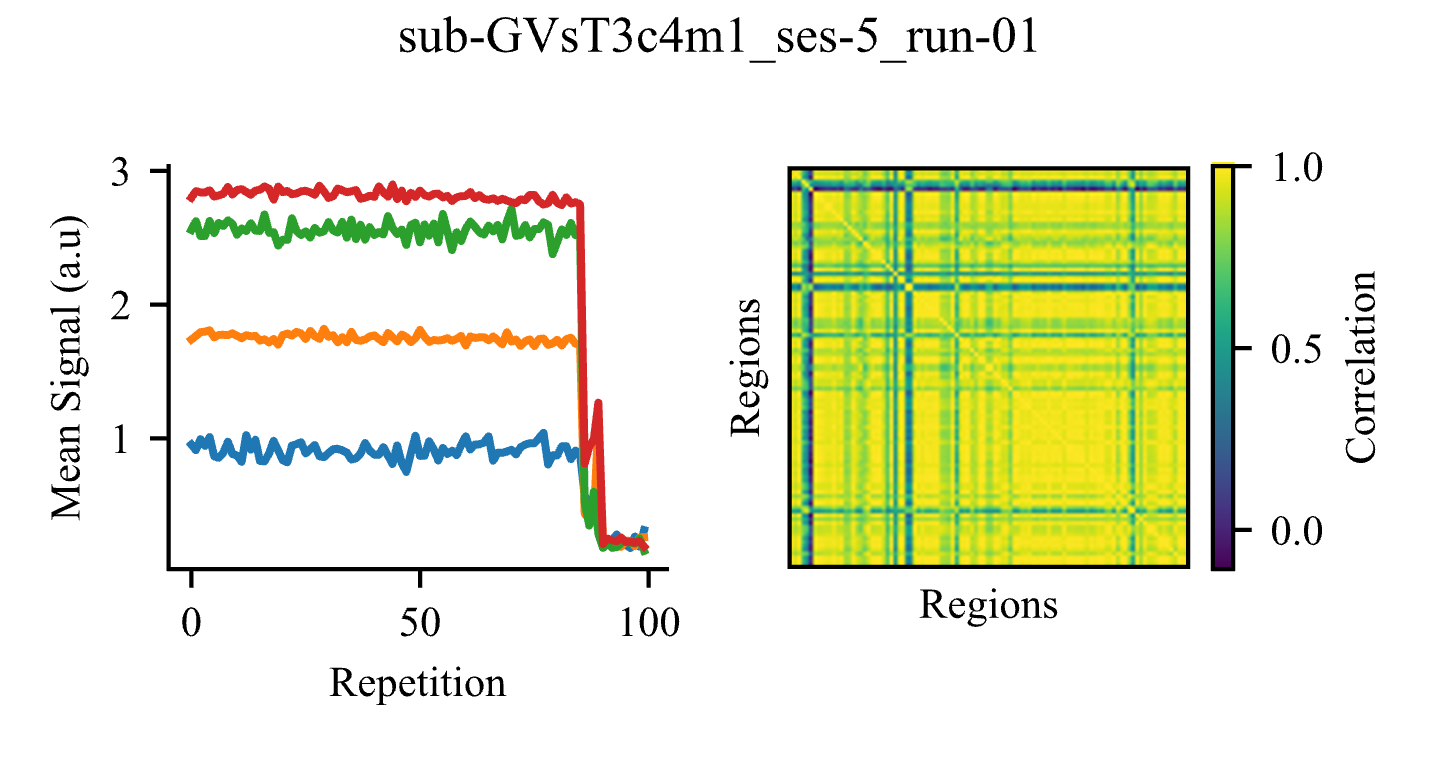 sub-GVsT3c4m1_ses-5_run-01
3
2
1
Mean Signal (a.u)
0
50
100
Repetition
Regions
Regions
1.0
0.5
0.0
Correlation